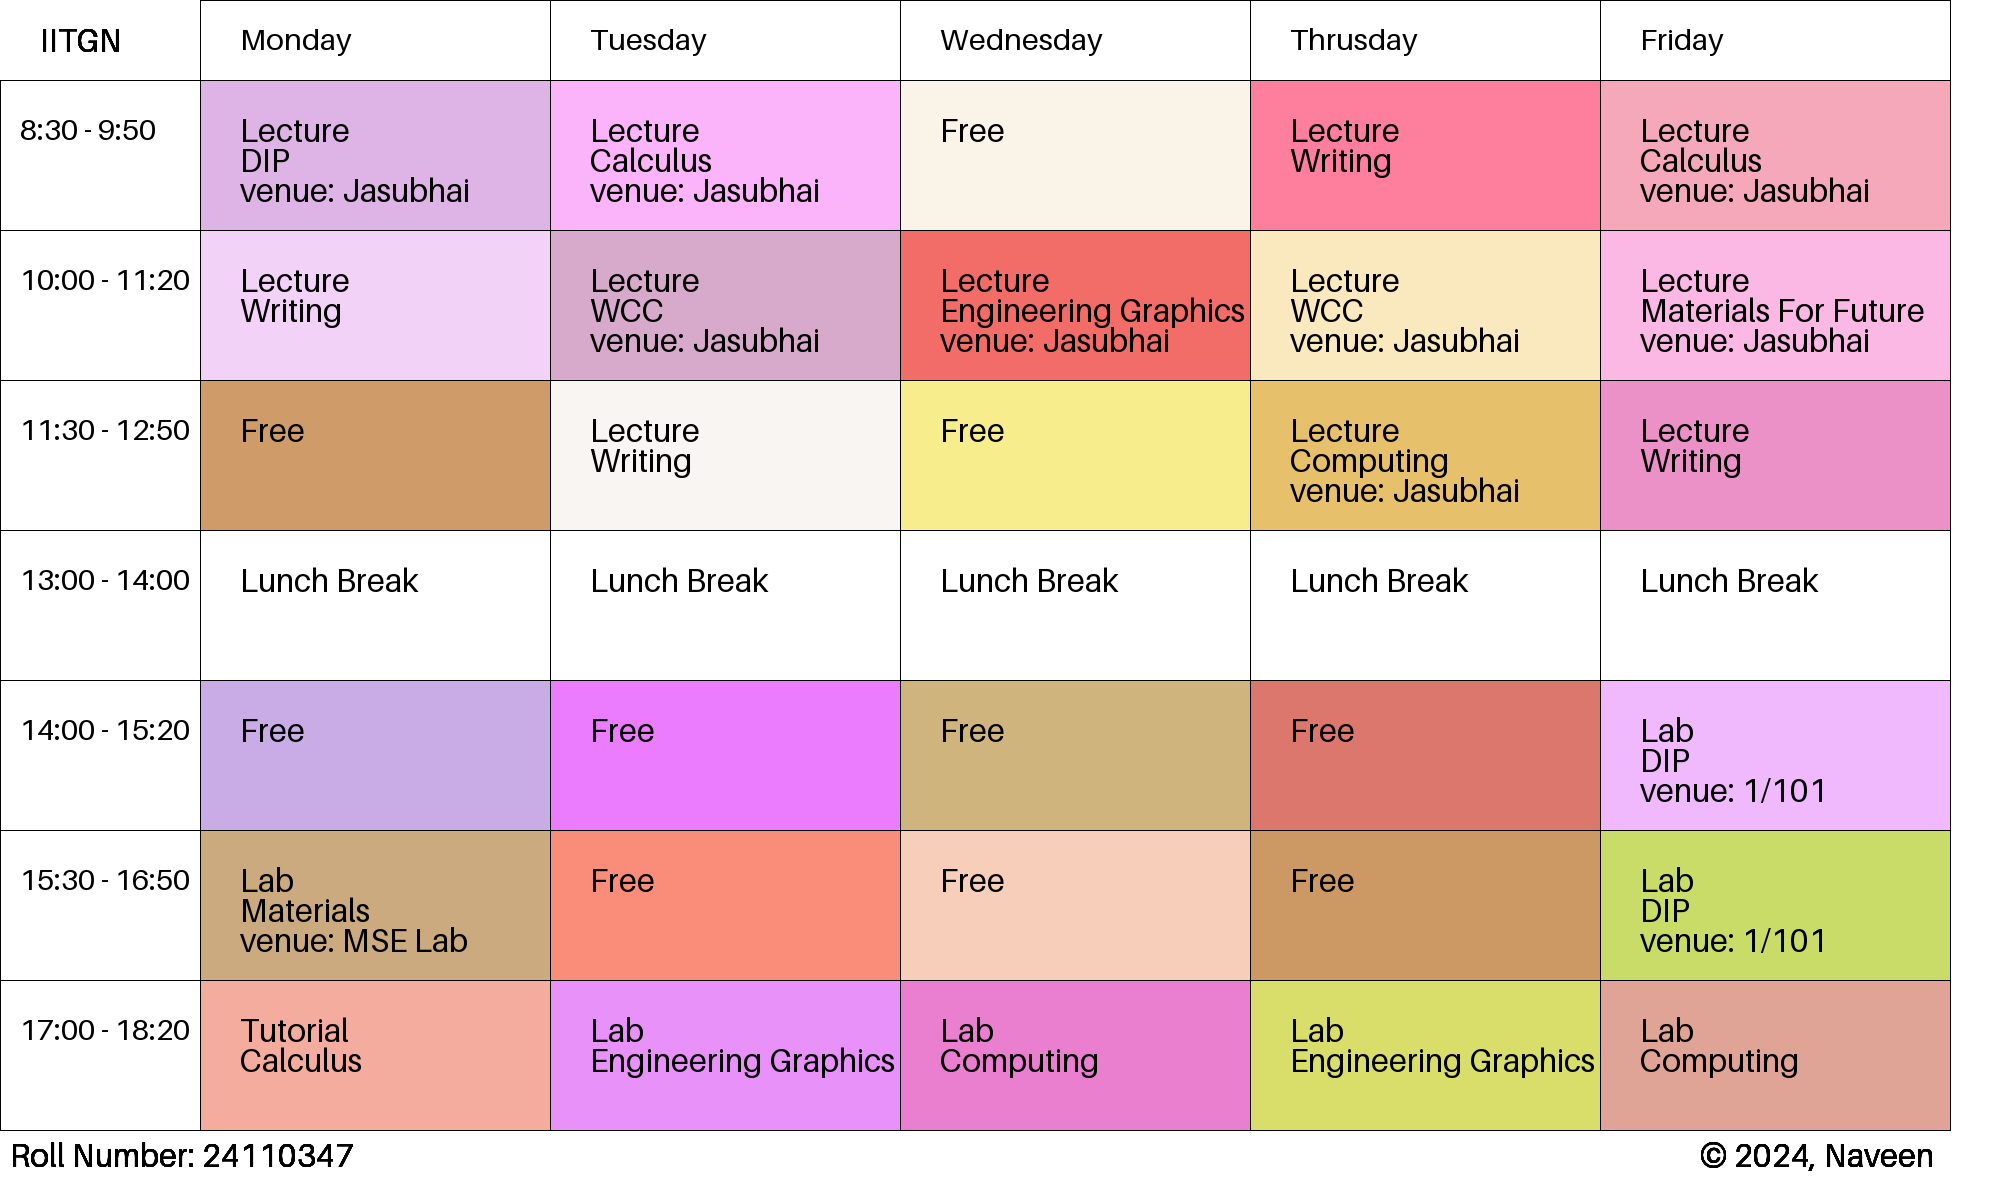 IITGN Monday Tuesday Wednesday Thrusday Friday
8:30 - 9:50
Lecture
DIP
venue: Jasubhai
Lecture
Calculus
venue: Jasubhai
Free
Lecture
Writing
Lecture
Calculus
venue: Jasubhai
10:00 - 11:20
Lecture
Writing
Lecture
WCC
venue: Jasubhai
Lecture
Engineering Graphics
venue: Jasubhai
Lecture
WCC
venue: Jasubhai
Lecture
Materials For Future
venue: Jasubhai
11:30 - 12:50
Free
Lecture
Writing
Free
Lecture
Computing
venue: Jasubhai
Lecture
Writing
13:00 - 14:00
Lunch Break
Lunch Break
Lunch Break
Lunch Break
Lunch Break
14:00 - 15:20
Free
Free
Free
Free
Lab
DIP
venue: 1/101
15:30 - 16:50
Lab
Materials
venue: MSE Lab
Free
Free
Free
Lab
DIP
venue: 1/101
17:00 - 18:20
Tutorial
Calculus
Lab
Engineering Graphics
Lab
Computing
Lab
Engineering Graphics
Lab
Computing
Roll Number: 24110347
© 2024, Naveen